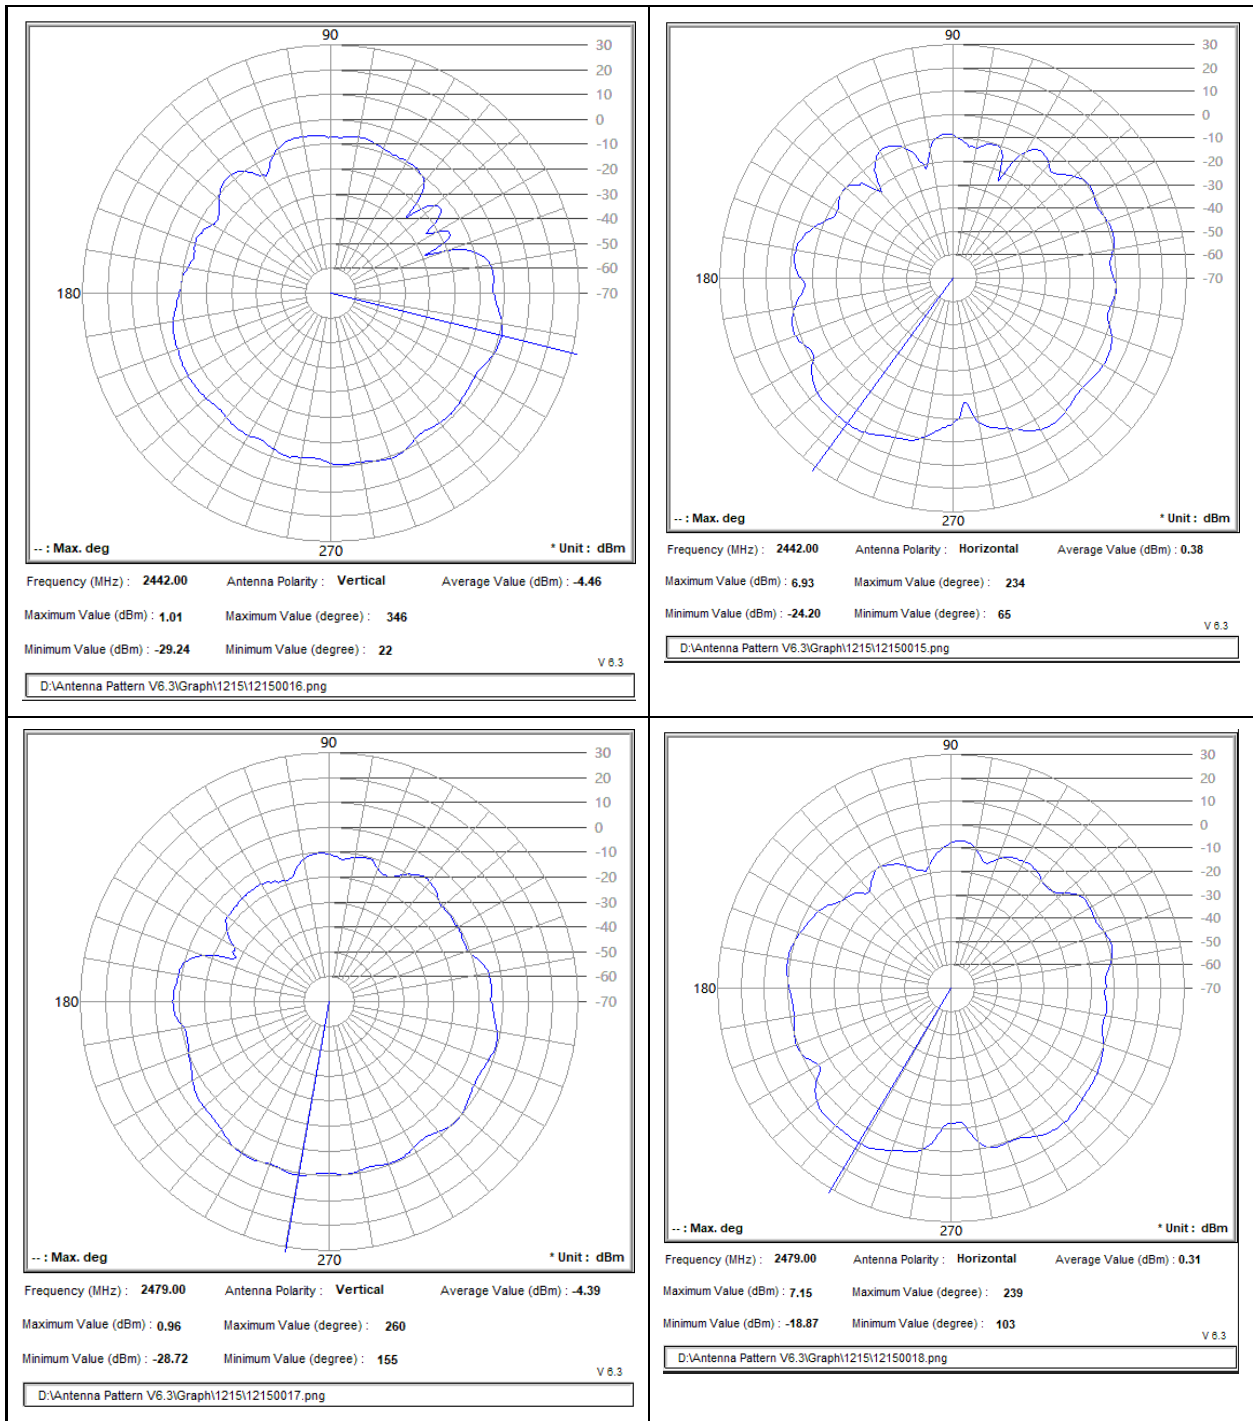 90
30
20
10
0
-10
-20
-30
-40
-50
-60
-70
180
270
-- : Max. deg
* Unit : dBm
Frequency (MHz) : 2442.00 Antenna Polarity : Vertical Average Value (dBm) : -4.46
Maximum Value (dBm) : 1.01 Maximum Value (degree) : 346
Minimum Value (dBm) : -29.24 Minimum Value (degree) : 22
V 6.3
D:\Antenna Pattern V6.3\Graph\1215\12150016.png
90
30
20
10
0
-10
-20
-30
-40
-50
-60
-70
180
270
-- : Max. deg
* Unit : dBm
Frequency (MHz) : 2442.00 Antenna Polarity : Horizontal Average Value (dBm) : 0.38
Maximum Value (dBm) : 6.93 Maximum Value (degree) : 234
Minimum Value (dBm) : -24.20 Minimum Value (degree) : 65
V 6.3
D:\Antenna Pattern V6.3\Graph\1215\12150015.png
90
30
20
10
0
-10
-20
-30
-40
-50
-60
-70
180
270
-- : Max. deg
* Unit : dBm
Frequency (MHz) : 2479.00 Antenna Polarity : Vertical Average Value (dBm) : -4.39
Maximum Value (dBm) : 0.96 Maximum Value (degree) : 260
Minimum Value (dBm) : -28.72 Minimum Value (degree) : 155
V 6.3
D:\Antenna Pattern V6.3\Graph\1215\12150017.png
90
30
20
10
0
-10
-20
-30
-40
-50
-60
-70
180
270
-- : Max. deg
* Unit : dBm
Frequency (MHz) : 2479.00 Antenna Polarity : Horizontal Average Value (dBm) : 0.31
Maximum Value (dBm) : 7.15 Maximum Value (degree) : 239
Minimum Value (dBm) : -18.87 Minimum Value (degree) : 103
V 6.3
D:\Antenna Pattern V6.3\Graph\1215\12150018.png